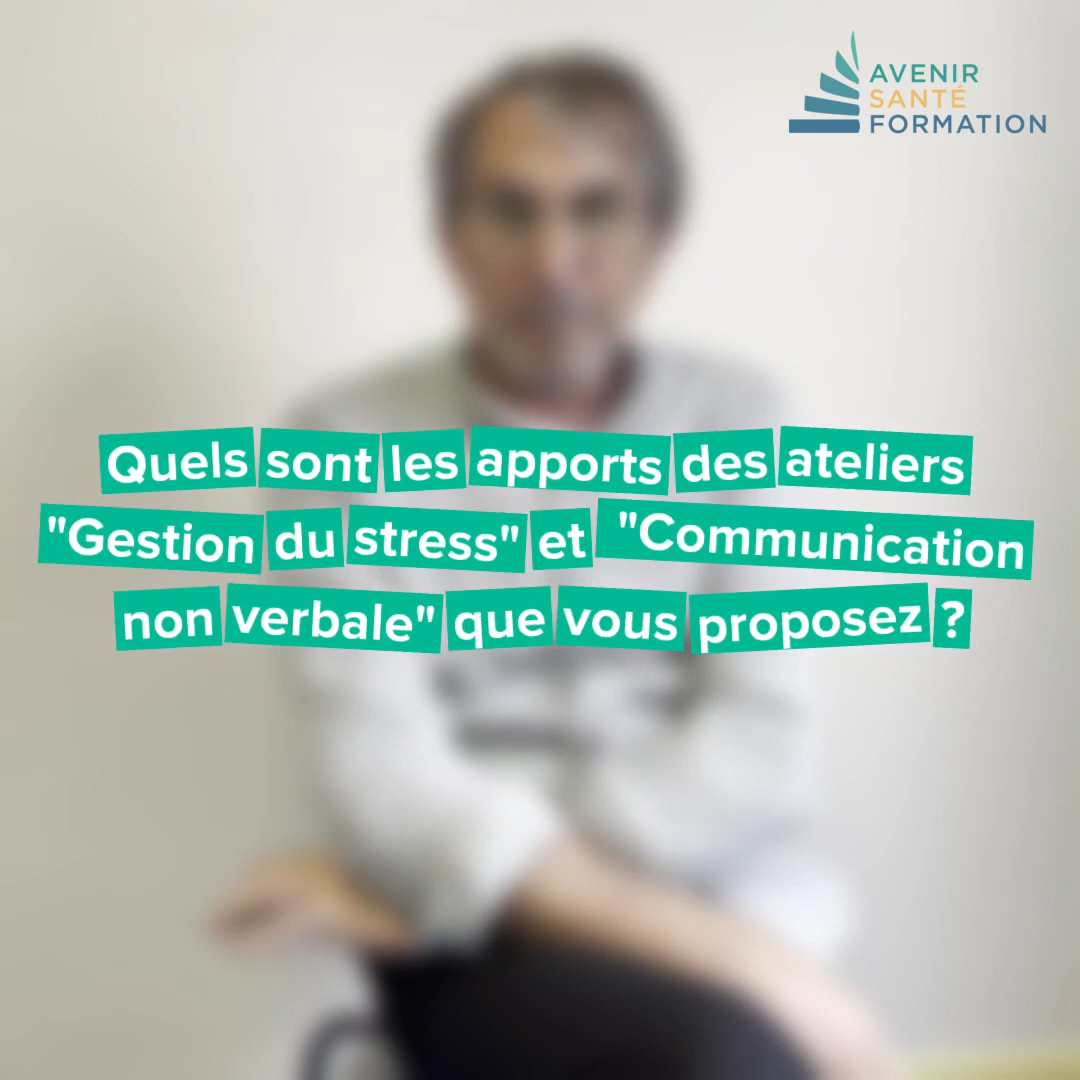 AVENIR
SANTÉ
FORMATION
Quels sont les apports des ateliers
"Gestion du stress" et "Communication
non verbale" que vous proposez ?